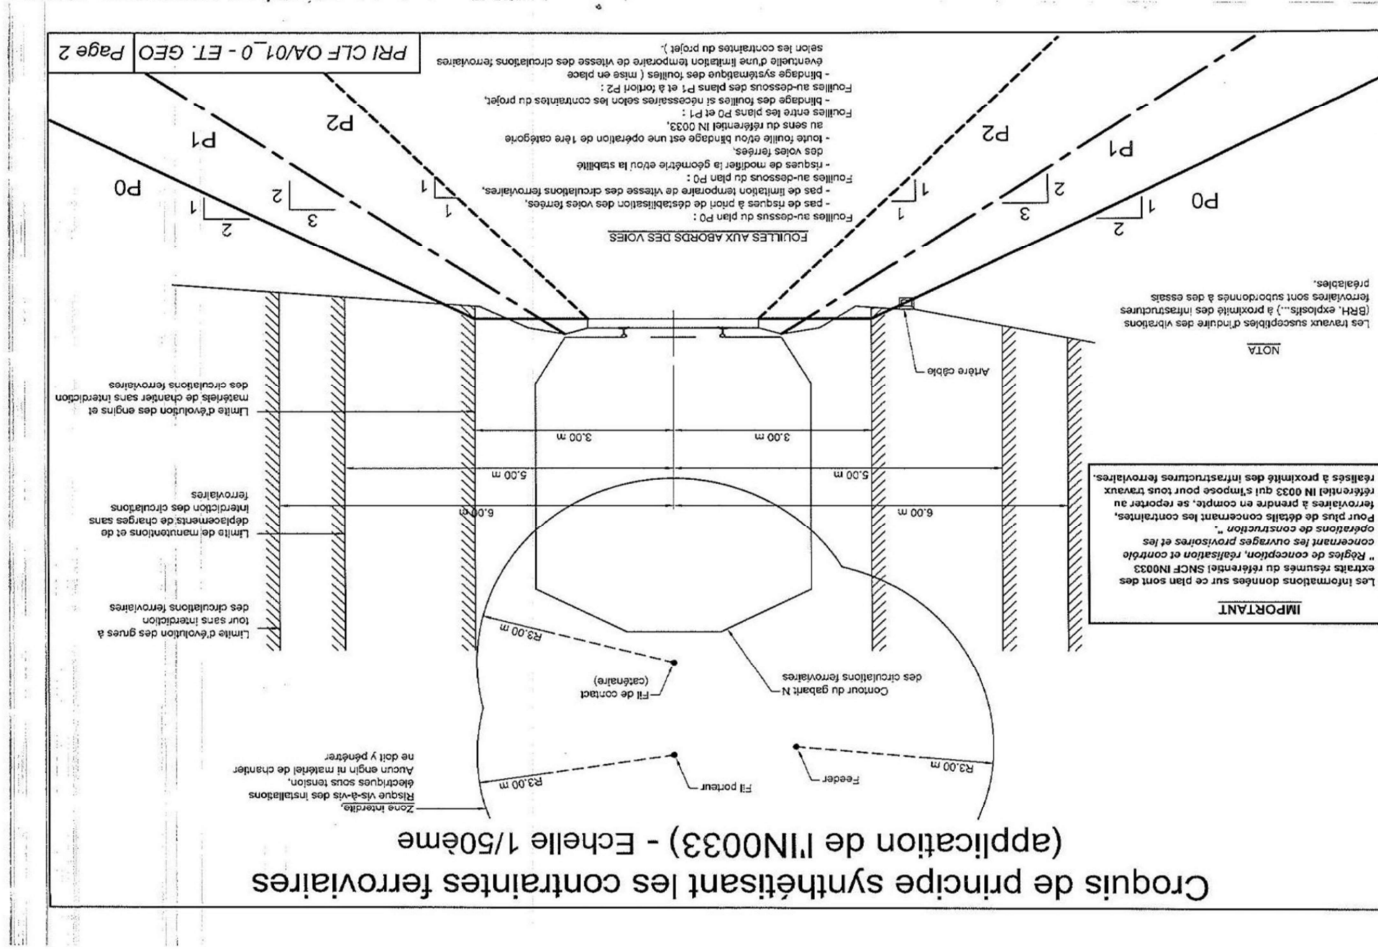 Croquis de principe synthétisant les contraintes ferroviaires
(application de l'IN0033) - Echelle 1/50ème
Zone interdite,
Risque vis-à-vis des installations
électriques sous tension,
Aucun engin ni matériel de chantier
ne doit y pénétrer
Feeder
Fil porteur
R3.00 m
R3.00 m
Contour du gabarit N
des circulations ferroviaires
Fil de contact
(caténaire)
R3.00 m
IMPORTANT
Les informations données sur ce plan sont des
extraits résumés du référentiel SNCF IN0033
" Règles de conception, réalisation et contrôle
concernant les ouvrages provisoires et les
opérations de construction ".
Pour plus de détails concernant les contraintes,
ferroviaires à prendre en compte, se reporter au
référentiel IN 0033 qui s'impose pour tous travaux
réalisés à proximité des infrastructures ferroviaires.
Limite d'évolution des grues à
tour sans interdiction
des circulations ferroviaires
Limite de manutentions et de
déplacements de charges sans
interdiction des circulations
ferroviaires
Limite d'évolution des engins et
matériels de chantier sans interdiction
des circulations ferroviaires
6.00 m
6.00 m
5.00 m
5.00 m
3.00 m
3.00 m
Artère câble
NOTA
Les travaux susceptibles d'induire des vibrations
(BRH, explosifs...) à proximité des infrastructures
ferroviaires sont subordonnés à des essais
préalables.
P0
2
1
P1
3
2
P2
1
1
FOUILLES AUX ABORDS DES VOIES
Fouilles au-dessus du plan P0 :
- pas de risques à priori de déstabilisation des voies ferrées,
- pas de limitation temporaire de vitesse des circulations ferroviaires,
Fouilles au-dessous du plan P0 :
- risques de modifier la géométrie et/ou la stabilité
des voies ferrées,
- toute fouille et/ou blindage est une opération de 1ère catégorie
au sens du référentiel IN 0033,
Fouilles entre les plans P0 et P1 :
- blindage des fouilles si nécessaires selon les contraintes du projet,
Fouilles au-dessous des plans P1 et à fortiori P2 :
- blindage systématique des fouilles ( mise en place
éventuelle d'une limitation temporaire de vitesse des circulations ferroviaires
selon les contraintes du projet ).
1
1
P2
3
2
P1
2
1
P0
PRI CLF OA/01_0 - ET. GEO
Page 2